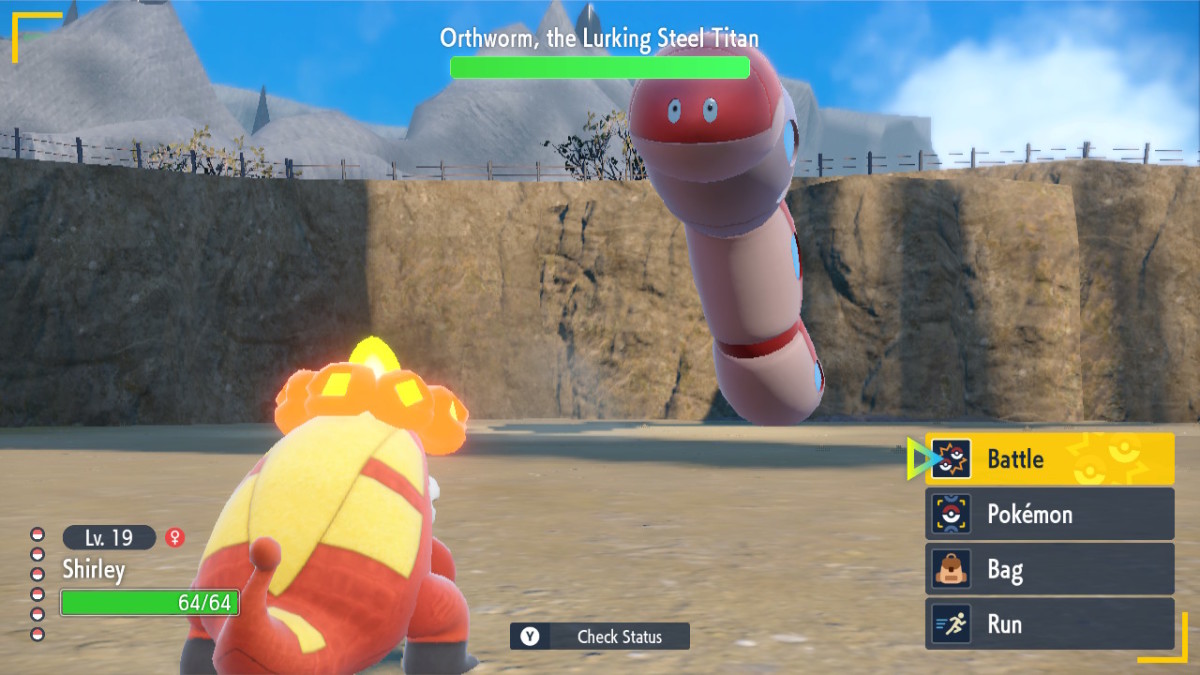 Orthworm, the Lurking Steel Titan
Battle
Pokémon
Bag
Run
Lv. 19 ♀
Shirley
64/64
Y Check Status